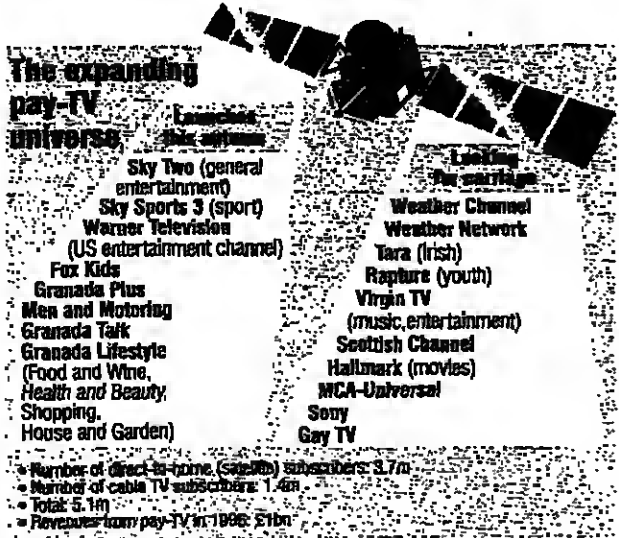 The expanding
pay-TV
universe
Launches
this autumn
Sky Two (general
entertainment)
Sky Sports 3 (sport)
Warner Television
(US entertainment channel)
Fox Kids
Granada Plus
Men and Motoring
Granada Talk
Granada Lifestyle
(Food and Wine,
Health and Beauty,
Shopping,
House and Garden)
Looking
for carriage
Weather Channel
Weather Network
Tara (Irish)
Rapture (youth)
Virgin TV
(music, entertainment)
Scottish Channel
Hallmark (movies)
MCA-Universal
Sony
Gay TV
• Number of direct-to-home (satellite) subscribers: 3.7m
• Number of cable TV subscribers: 1.4m
• Total: 5.1m
• Revenues from pay-TV in : £1bn